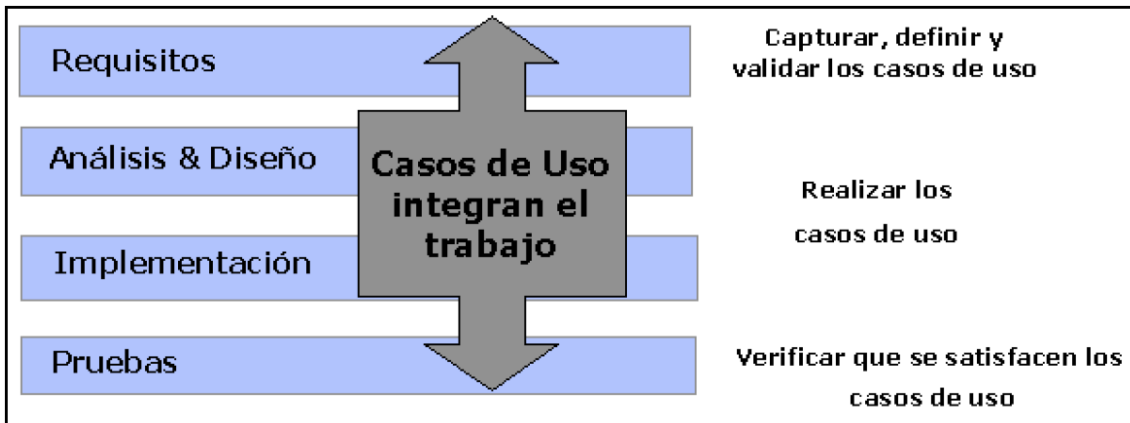 Requisitos
Capturar, definir y
validar los casos de uso
Análisis & Diseño
Casos de Uso
integran el
trabajo
Realizar los
casos de uso
Implementación
Pruebas
Verificar que se satisfacen los
casos de uso